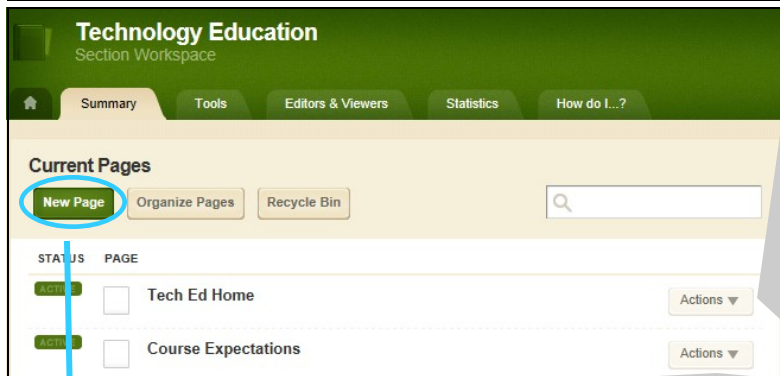 Technology Education
Section Workspace
Summary Tools Editors & Viewers Statistics How do I...?
Current Pages
New Page Organize Pages Recycle Bin
STATUS PAGE
ACTIVE Tech Ed Home Actions
ACTIVE Course Expectations Actions